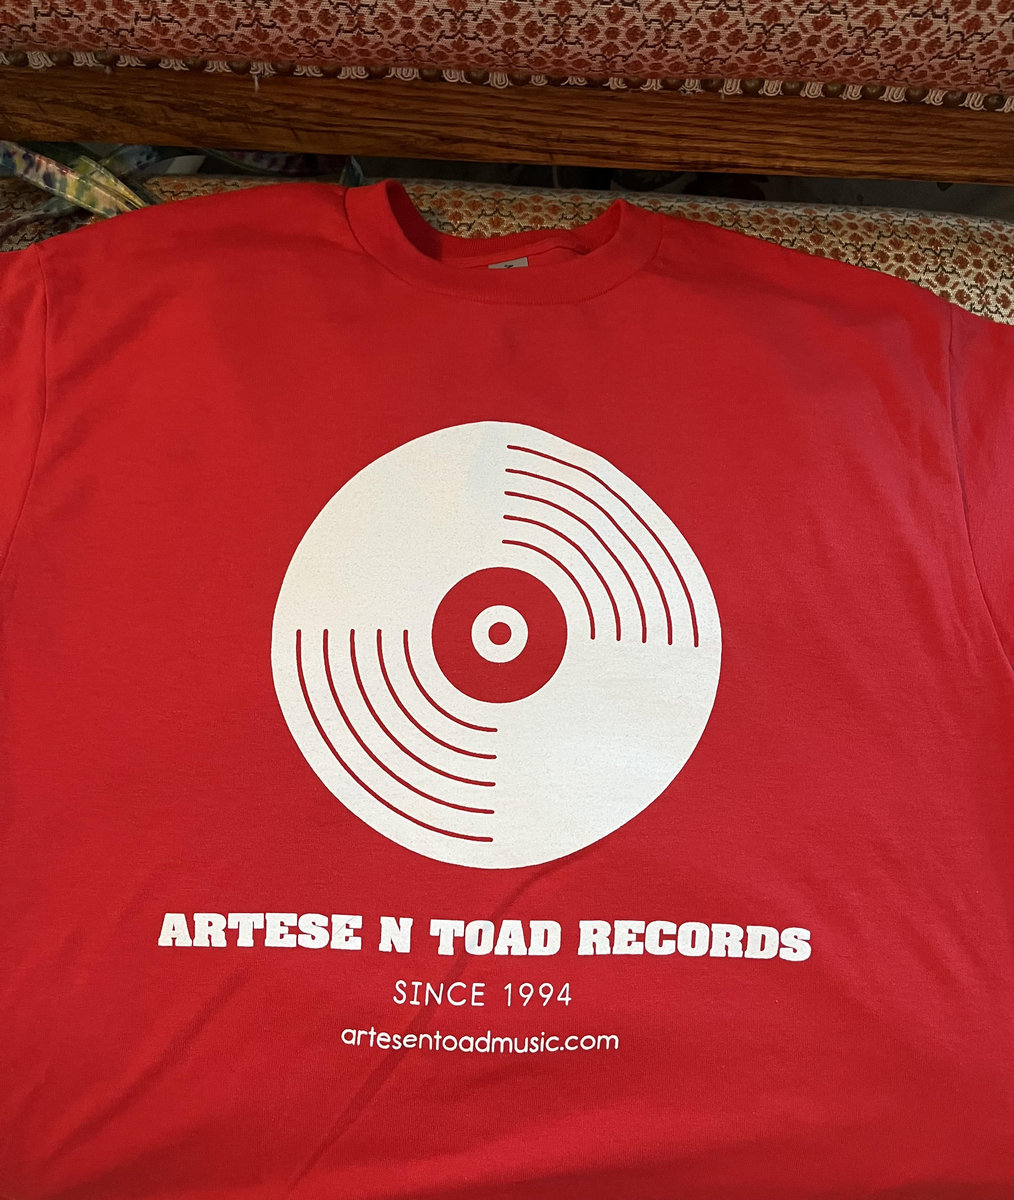 ARTESE N TOAD RECORDS
SINCE 1994
artesentoadmusic.com